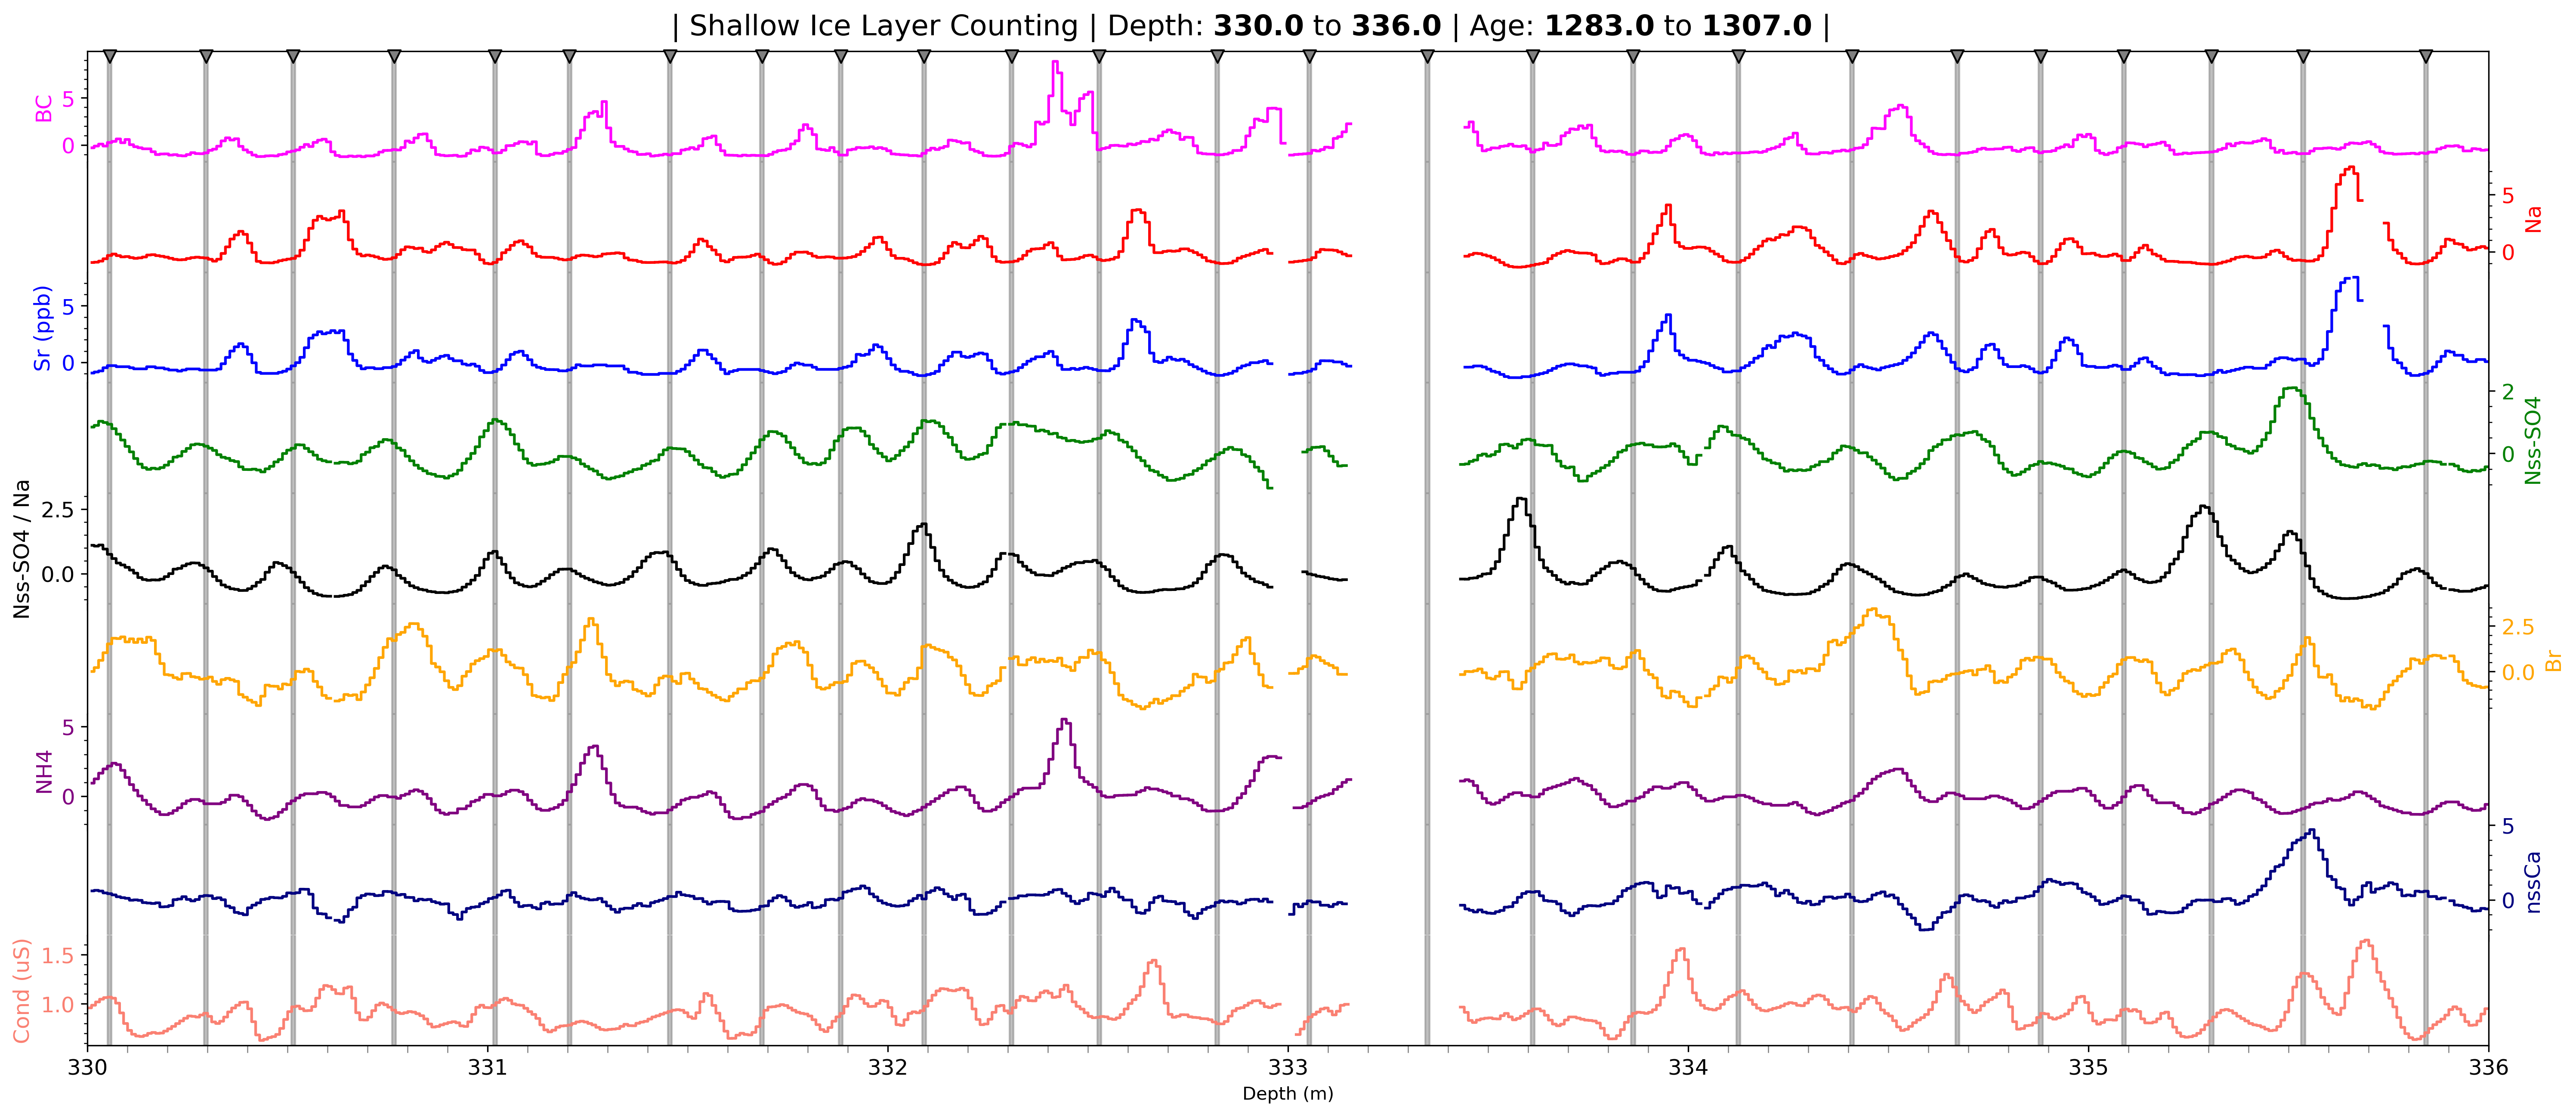 | Shallow Ice Layer Counting | Depth: 330.0 to 336.0 | Age: 1283.0 to 1307.0 |
BC
5
0
5
0
Na
Sr (ppb)
5
0
2
0
Nss-SO4
Nss-SO4 / Na
2.5
0.0
2.5
0.0
Br
NH4
5
0
5
0
nssCa
Cond (uS)
1.5
1.0
330 331 332 333 334 335 336
Depth (m)